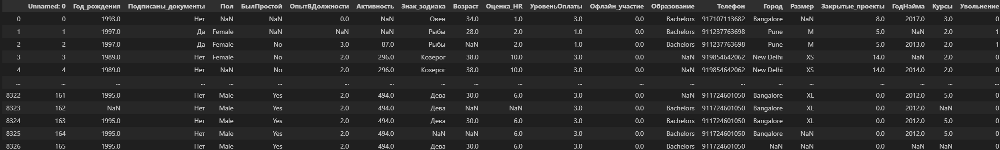 Unnamed: 0 Год_рождения Подписаны_документы Пол БылПростой ОпытВДолжности Активность Знак_зодиака Возраст Оценка_HR УровеньОплаты Офлайн_участие Образование Телефон Город Размер Закрытые_проекты ГодНайма Курсы Увольнение
0 0 1993.0 Нет NaN NaN 0.0 NaN Овен 34.0 1.0 3.0 0.0 Bachelors 917107113682 Bangalore NaN 8.0 2017.0 3.0 0
1 1 1997.0 Да Female NaN NaN NaN Рыбы 28.0 2.0 1.0 0.0 Bachelors 911237763698 Pune M 5.0 NaN 2.0 1
2 2 1997.0 Да Female No 3.0 87.0 Рыбы NaN 2.0 1.0 0.0 Bachelors 911237763698 Pune M 5.0 2013.0 2.0 1
3 3 1989.0 Нет Female No 2.0 296.0 Козерог 38.0 10.0 3.0 0.0 NaN 919854642062 New Delhi XS 14.0 NaN 2.0 0
4 4 1989.0 Нет NaN No 2.0 296.0 Козерог 38.0 10.0 3.0 0.0 NaN 919854642062 New Delhi XS 14.0 2014.0 2.0 0
... ... ... ... ... ... ... ... ... ... ... ... ... ... ... ... ... ... ... ... ...
8322 161 1995.0 Нет Male Yes 2.0 494.0 Дева 30.0 6.0 3.0 0.0 NaN 911724601050 Bangalore XL 0.0 2012.0 5.0 0
8323 162 NaN Нет Male Yes 2.0 494.0 Дева NaN NaN 3.0 0.0 Bachelors 911724601050 Bangalore XL 0.0 2012.0 NaN 0
8324 163 1995.0 Нет Male Yes 2.0 494.0 Дева 30.0 6.0 3.0 0.0 Bachelors 911724601050 Bangalore XL 0.0 2012.0 5.0 0
8325 164 1995.0 Нет Male Yes 2.0 494.0 NaN NaN 6.0 3.0 0.0 Bachelors 911724601050 Bangalore NaN 0.0 2012.0 5.0 0
8326 165 1995.0 Нет Male Yes 2.0 494.0 Дева 30.0 6.0 3.0 0.0 Bachelors 911724601050 NaN NaN 0.0 NaN NaN 0